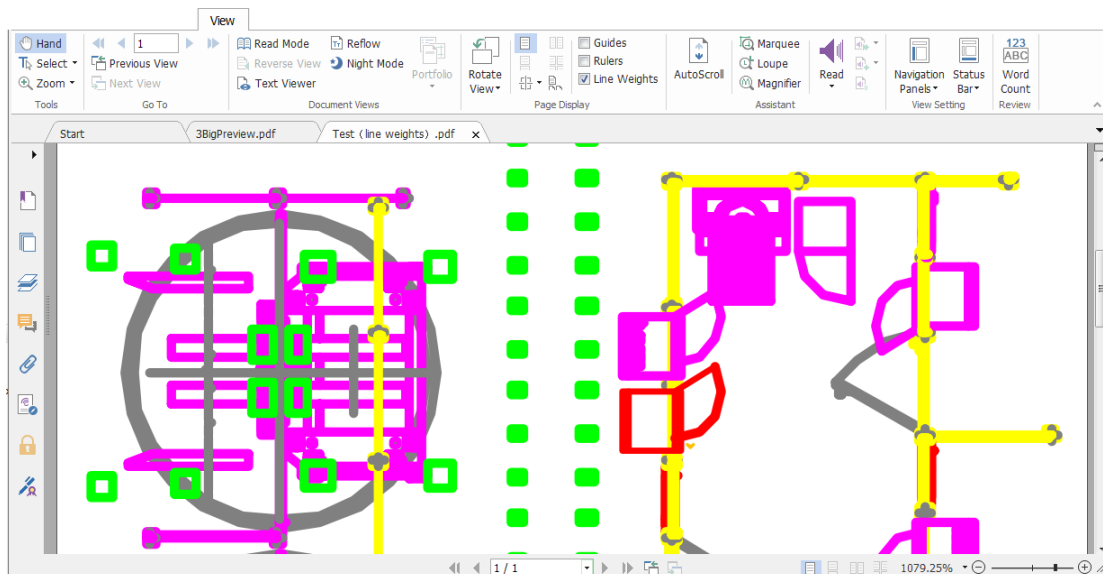 View
Hand
Select
Zoom
Tools
1
Previous View
Next View
Go To
Read Mode
Reverse View
Text Viewer
Reflow
Night Mode
Portfolio
Document Views
Rotate
View
Guides
Rulers
Line Weights
Page Display
AutoScroll
Marquee
Loupe
Magnifier
Read
Assistant
Navigation
Panels
Status
Bar
View Setting
123
ABC
Word
Count
Review
Start
3BigPreview.pdf
Test（line weights）.pdf
1 / 1
1079.25%